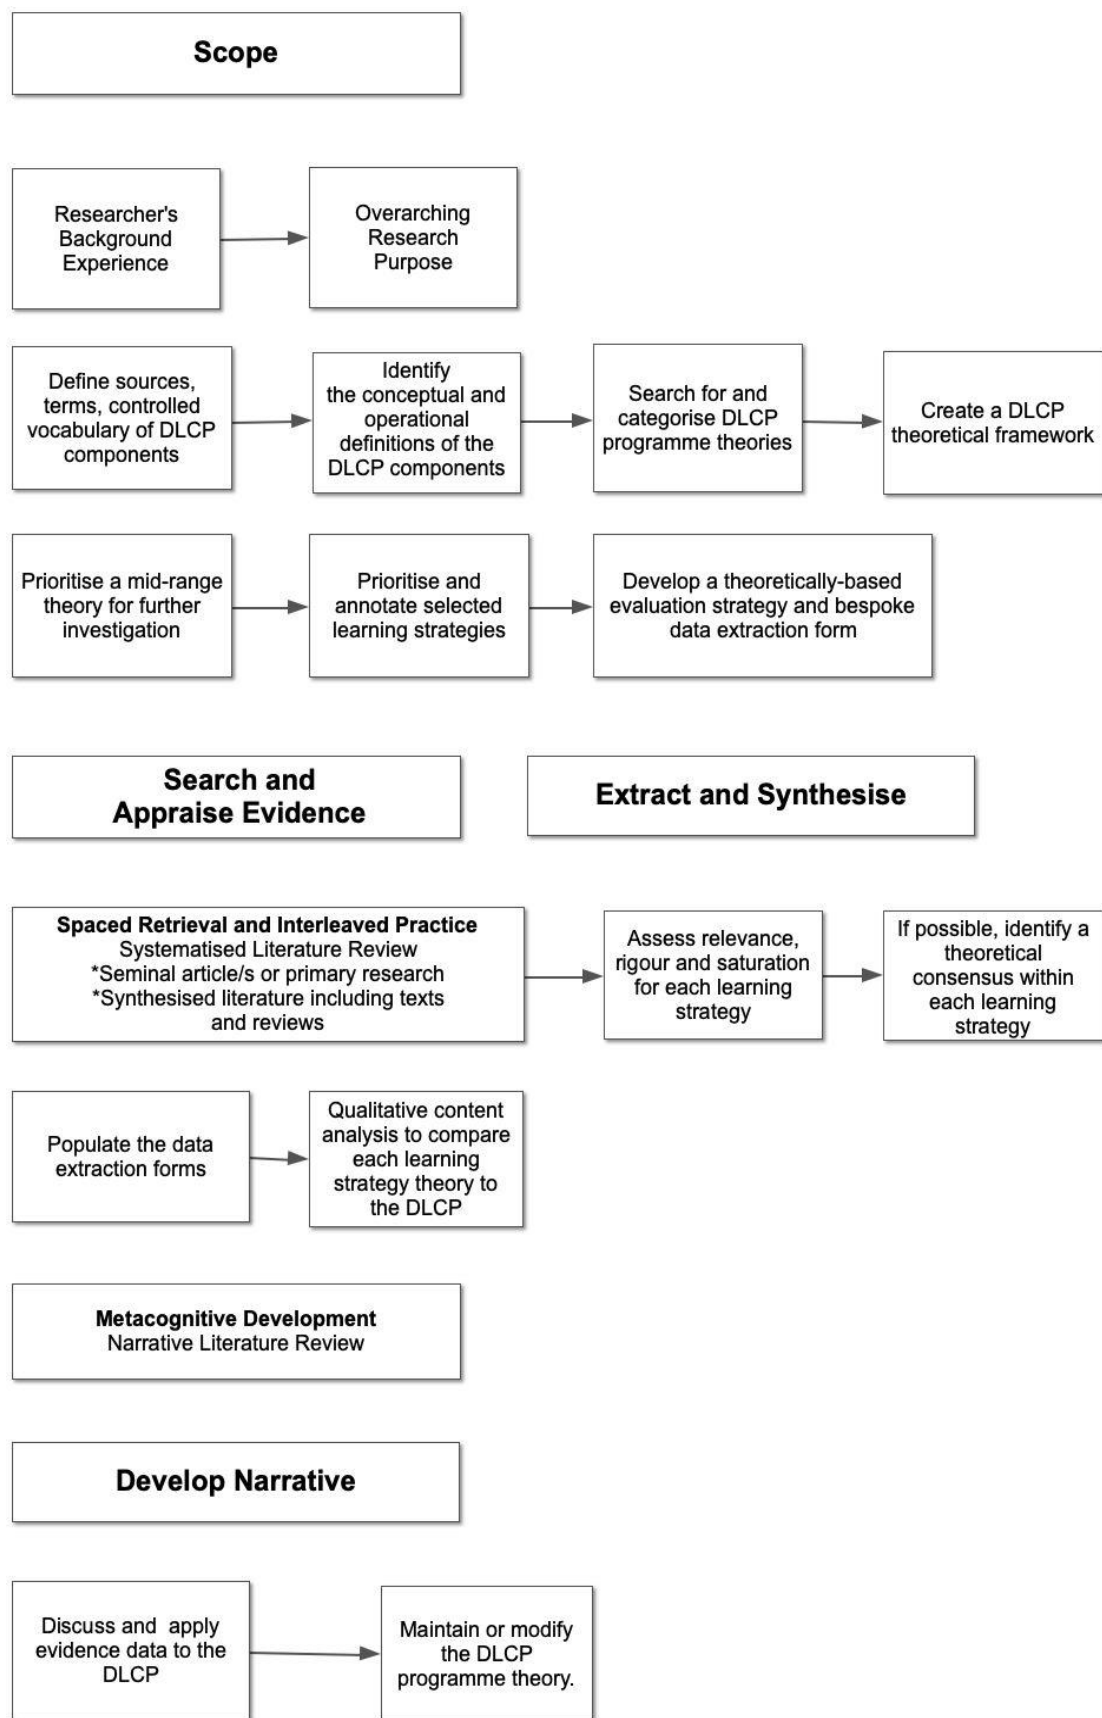 Scope
Researcher's
Background
Experience
Overarching
Research
Purpose
Define sources,
terms, controlled
vocabulary of DLCP
components
Identify
the conceptual and
operational
definitions of the
DLCP components
Search for and
categorise DLCP
programme theories
Create a DLCP
theoretical framework
Prioritise a mid-range
theory for further
investigation
Prioritise and
annotate selected
learning strategies
Develop a theoretically-based
evaluation strategy and bespoke
data extraction form
Search and
Appraise Evidence
Extract and Synthesise
Spaced Retrieval and Interleaved Practice
Systematised Literature Review
*Seminal article/s or primary research
*Synthesised literature including texts
and reviews
Assess relevance,
rigour and saturation
for each learning
strategy
If possible, identify a
theoretical
consensus within
each learning
strategy
Populate the data
extraction forms
Qualitative content
analysis to compare
each learning
strategy theory to
the DLCP
Metacognitive Development
Narrative Literature Review
Develop Narrative
Discuss and  apply
evidence data to the
DLCP
Maintain or modify
the DLCP
programme theory.